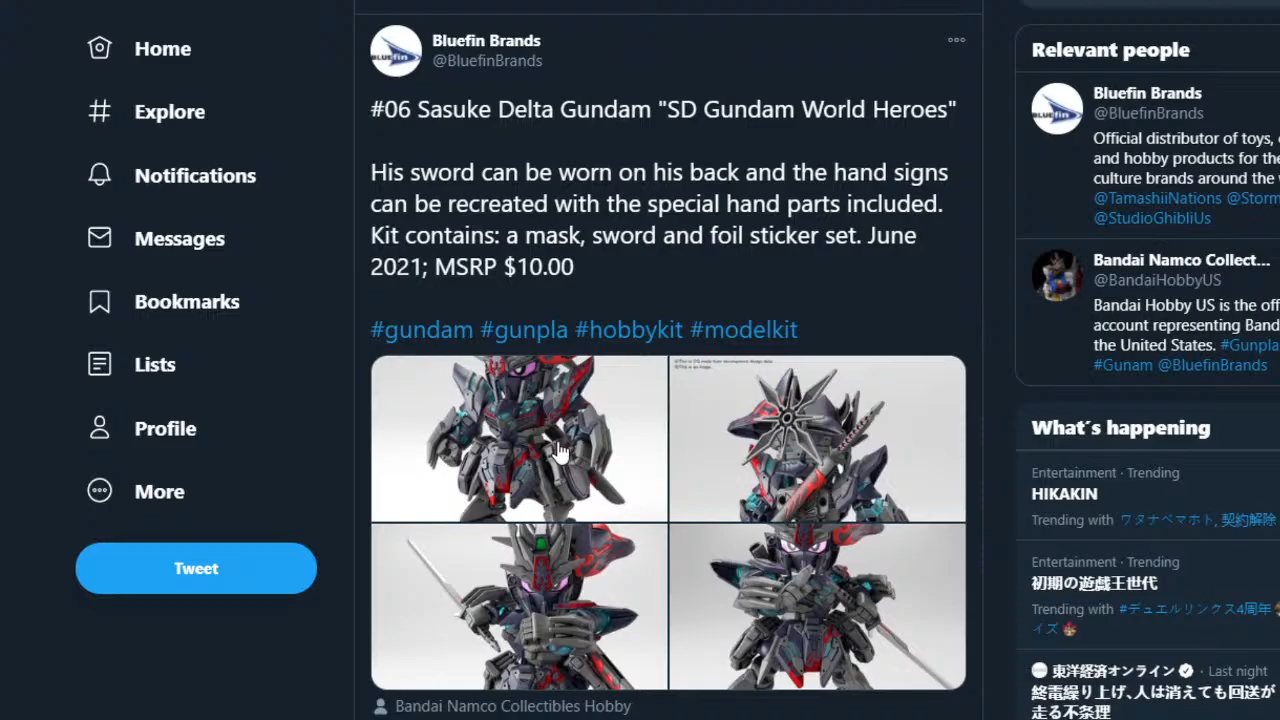 Home
Explore
Notifications
Messages
Bookmarks
Lists
Profile
More
Tweet
BLUEfin
Bluefin Brands
@BluefinBrands
#06 Sasuke Delta Gundam "SD Gundam World Heroes"
His sword can be worn on his back and the hand signs
can be recreated with the special hand parts included.
Kit contains: a mask, sword and foil sticker set. June
2021; MSRP $10.00
#gundam #gunpla #hobbykit #modelkit
Bandai Namco Collectibles Hobby
Relevant people
BLUEfin
Bluefin Brands
@BluefinBrands
Official distributor of toys,
and hobby products for the
culture brands around the
@TamashiiNations @Storm
@StudioGhibliUs
Bandai Namco Collect...
@BandaiHobbyUS
Bandai Hobby US is the off
account representing Band
the United States. #Gunpla
#Gunam @BluefinBrands
What's happening
Entertainment · Trending
HIKAKIN
Trending with ワタナベマホト, 契約解除
Entertainment · Trending
初期の遊戯王世代
Trending with #デュエルリンクス4周年
イズ
東洋経済オンライン · Last night
終電繰り上げ､人は消えても回送が
走る不条理